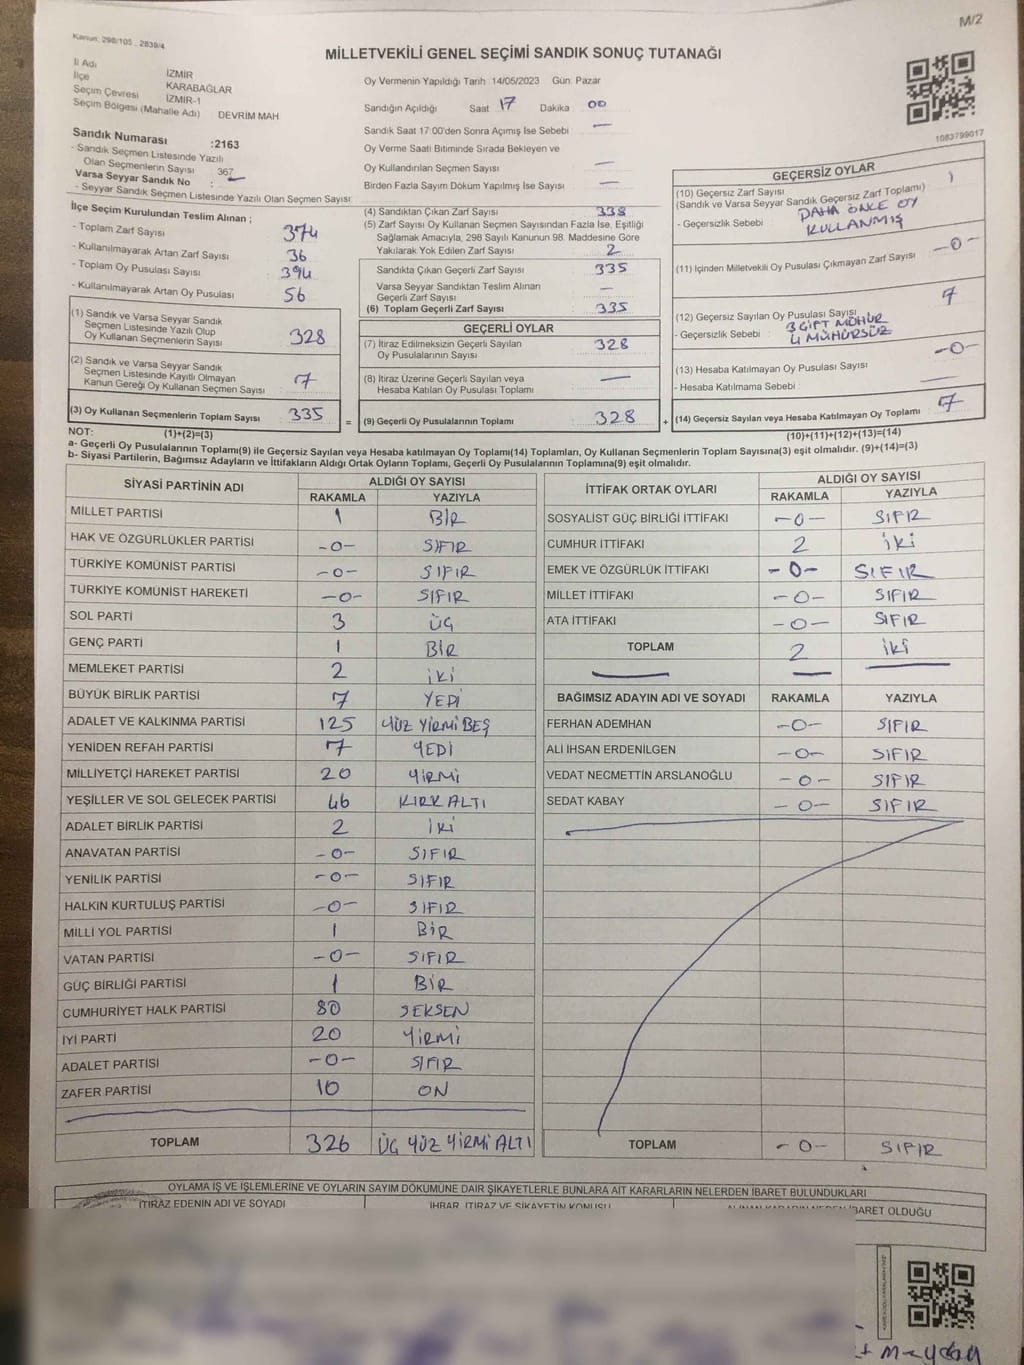 M/2
Kanun: 298/105 _ 2839/4
MİLLETVEKİLİ GENEL SEÇİMİ SANDIK SONUÇ TUTANAĞI
İl Adı İZMİR
İlçe KARABAĞLAR
Seçim Çevresi İZMİR-1
Seçim Bölgesi (Mahalle Adı) : DEVRİM MAH
Sandık Numarası :2163
- Sandık Seçmen Listesinde Yazılı
Olan Seçmenlerin Sayısı 367
Varsa Seyyar Sandık No : —
- Seyyar Sandık Seçmen Listesinde Yazılı Olan Seçmen Sayısı:
Oy Vermenin Yapıldığı Tarih :14/05/2023 Gün: Pazar
Sandığın Açıldığı Saat 17 Dakika 00
Sandık Saat 17:00'den Sonra Açımış İse Sebebi —
Oy Verme Saati Bitiminde Sırada Bekleyen ve
Oy Kullandırılan Seçmen Sayısı —
Birden Fazla Sayım Döküm Yapılmış İse Sayısı —
1083799017
İlçe Seçim Kurulundan Teslim Alınan ;
- Toplam Zarf Sayısı 374
- Kullanılmayarak Artan Zarf Sayısı 36
- Toplam Oy Pusulası Sayısı 394
- Kullanılmayarak Artan Oy Pusulası 56
(1) Sandık ve Varsa Seyyar Sandık
Seçmen Listesinde Yazılı Olup
Oy Kullanan Seçmenlerin Sayısı 328
(2) Sandık ve Varsa Seyyar Sandık
Seçmen Listesinde Kayıtlı Olmayan
Kanun Gereği Oy Kullanan Seçmen Sayısı 7
(3) Oy Kullanan Seçmenlerin Toplam Sayısı 335
(4) Sandıktan Çıkan Zarf Sayısı 338
(5) Zarf Sayısı Oy Kullanan Seçmen Sayısından Fazla İse, Eşitliği
Sağlamak Amacıyla, 298 Sayılı Kanunun 98. Maddesine Göre
Yakılarak Yok Edilen Zarf Sayısı 2
Sandıkta Çıkan Geçerli Zarf Sayısı 335
Varsa Seyyar Sandıktan Teslim Alınan
Geçerli Zarf Sayısı —
(6) Toplam Geçerli Zarf Sayısı 335
GEÇERLİ OYLAR
(7) İtiraz Edilmeksizin Geçerli Sayılan
Oy Pusulalarının Sayısı 328
(8) İtiraz Üzerine Geçerli Sayılan veya
Hesaba Katılan Oy Pusulası Toplamı —
= (9) Geçerli Oy Pusulalarının Toplamı 328 +
GEÇERSİZ OYLAR
(10) Geçersiz Zarf Sayısı 1
(Sandık ve Varsa Seyyar Sandık Geçersiz Zarf Toplamı)
- Geçersizlik Sebebi : DAHA ÖNCE OY
KULLANMIŞ
(11) İçinden Milletvekili Oy Pusulası Çıkmayan Zarf Sayısı -0-
(12) Geçersiz Sayılan Oy Pusulası Sayısı 7
- Geçersizlik Sebebi : 3 ÇİFT MÜHÜR
4 MÜHÜRSÜZ
(13) Hesaba Katılmayan Oy Pusulası Sayısı -0-
- Hesaba Katılmama Sebebi : —
(14) Geçersiz Sayılan veya Hesaba Katılmayan Oy Toplamı 7
NOT: (1)+(2)=(3) (10)+(11)+(12)+(13)=(14)
a- Geçerli Oy Pusulalarının Toplamı(9) ile Geçersiz Sayılan veya Hesaba katılmayan Oy Toplamı(14) Toplamları, Oy Kullanan Seçmenlerin Toplam Sayısına(3) eşit olmalıdır. (9)+(14)=(3)
b- Siyasi Partilerin, Bağımsız Adayların ve İttifakların Aldığı Ortak Oyların Toplamı, Geçerli Oy Pusulalarının Toplamına(9) eşit olmalıdır.
SİYASİ PARTİNİN ADI ALDIĞI OY SAYISI
RAKAMLA YAZIYLA
MİLLET PARTİSİ 1 BİR
HAK VE ÖZGÜRLÜKLER PARTİSİ -0- SIFIR
TÜRKİYE KOMÜNİST PARTİSİ -0- SIFIR
TÜRKİYE KOMÜNİST HAREKETİ -0- SIFIR
SOL PARTİ 3 ÜÇ
GENÇ PARTİ 1 BİR
MEMLEKET PARTİSİ 2 İKİ
BÜYÜK BİRLİK PARTİSİ 7 YEDİ
ADALET VE KALKINMA PARTİSİ 125 YÜZ YİRMİ BEŞ
YENİDEN REFAH PARTİSİ 7 YEDİ
MİLLİYETÇİ HAREKET PARTİSİ 20 YİRMİ
YEŞİLLER VE SOL GELECEK PARTİSİ 46 KIRK ALTI
ADALET BİRLİK PARTİSİ 2 İKİ
ANAVATAN PARTİSİ -0- SIFIR
YENİLİK PARTİSİ -0- SIFIR
HALKIN KURTULUŞ PARTİSİ -0- SIFIR
MİLLİ YOL PARTİSİ 1 BİR
VATAN PARTİSİ -0- SIFIR
GÜÇ BİRLİĞİ PARTİSİ 1 BİR
CUMHURİYET HALK PARTİSİ 80 SEKSEN
İYİ PARTİ 20 YİRMİ
ADALET PARTİSİ -0- SIFIR
ZAFER PARTİSİ 10 ON
TOPLAM 326 ÜÇ YÜZ YİRMİ ALTI
İTTİFAK ORTAK OYLARI ALDIĞI OY SAYISI
RAKAMLA YAZIYLA
SOSYALİST GÜÇ BİRLİĞİ İTTİFAKI -0- SIFIR
CUMHUR İTTİFAKI 2 İKİ
EMEK VE ÖZGÜRLÜK İTTİFAKI -0- SIFIR
MİLLET İTTİFAKI -0- SIFIR
ATA İTTİFAKI -0- SIFIR
TOPLAM 2 İKİ
BAĞIMSIZ ADAYIN ADI VE SOYADI RAKAMLA YAZIYLA
FERHAN ADEMHAN -0- SIFIR
ALİ İHSAN ERDENİLGEN -0- SIFIR
VEDAT NECMETTİN ARSLANOĞLU -0- SIFIR
SEDAT KABAY -0- SIFIR
TOPLAM -0- SIFIR
OYLAMA İŞ VE İŞLEMLERİNE VE OYLARIN SAYIM DÖKÜMÜNE DAİR ŞİKAYETLERLE BUNLARA AİT KARARLARIN NELERDEN İBARET BULUNDUKLARI
İTİRAZ EDENİN ADI VE SOYADI İHBAR, İTİRAZ VE ŞİKAYETİN KONUSU ALINAN KARARIN NEDEN İBARET OLDUĞU